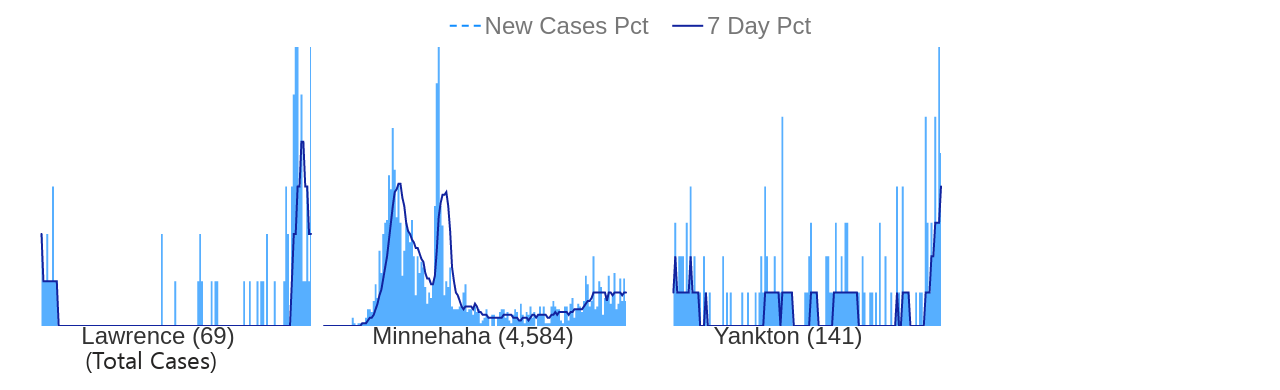 New Cases Pct 7 Day Pct
Lawrence (69) Minnehaha (4,584) Yankton (141)
(Total Cases)